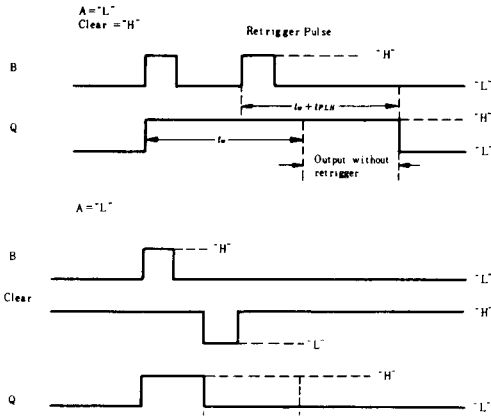 A="L"
Clear="H"
Retrigger Pulse
B
"H"
"L"
tw + tPLH
Q
"H"
tw
Output without
retrigger
"L"
A="L"
B
"H"
"L"
Clear
"H"
"L"
Q
"H"
"L"